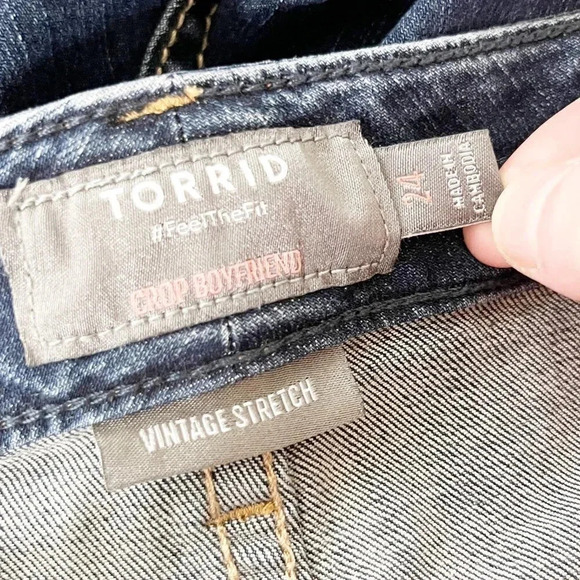 TORRID
#FeelTheFit
CROP BOYFRIEND
24
MADE IN
CAMBODIA
VINTAGE STRETCH